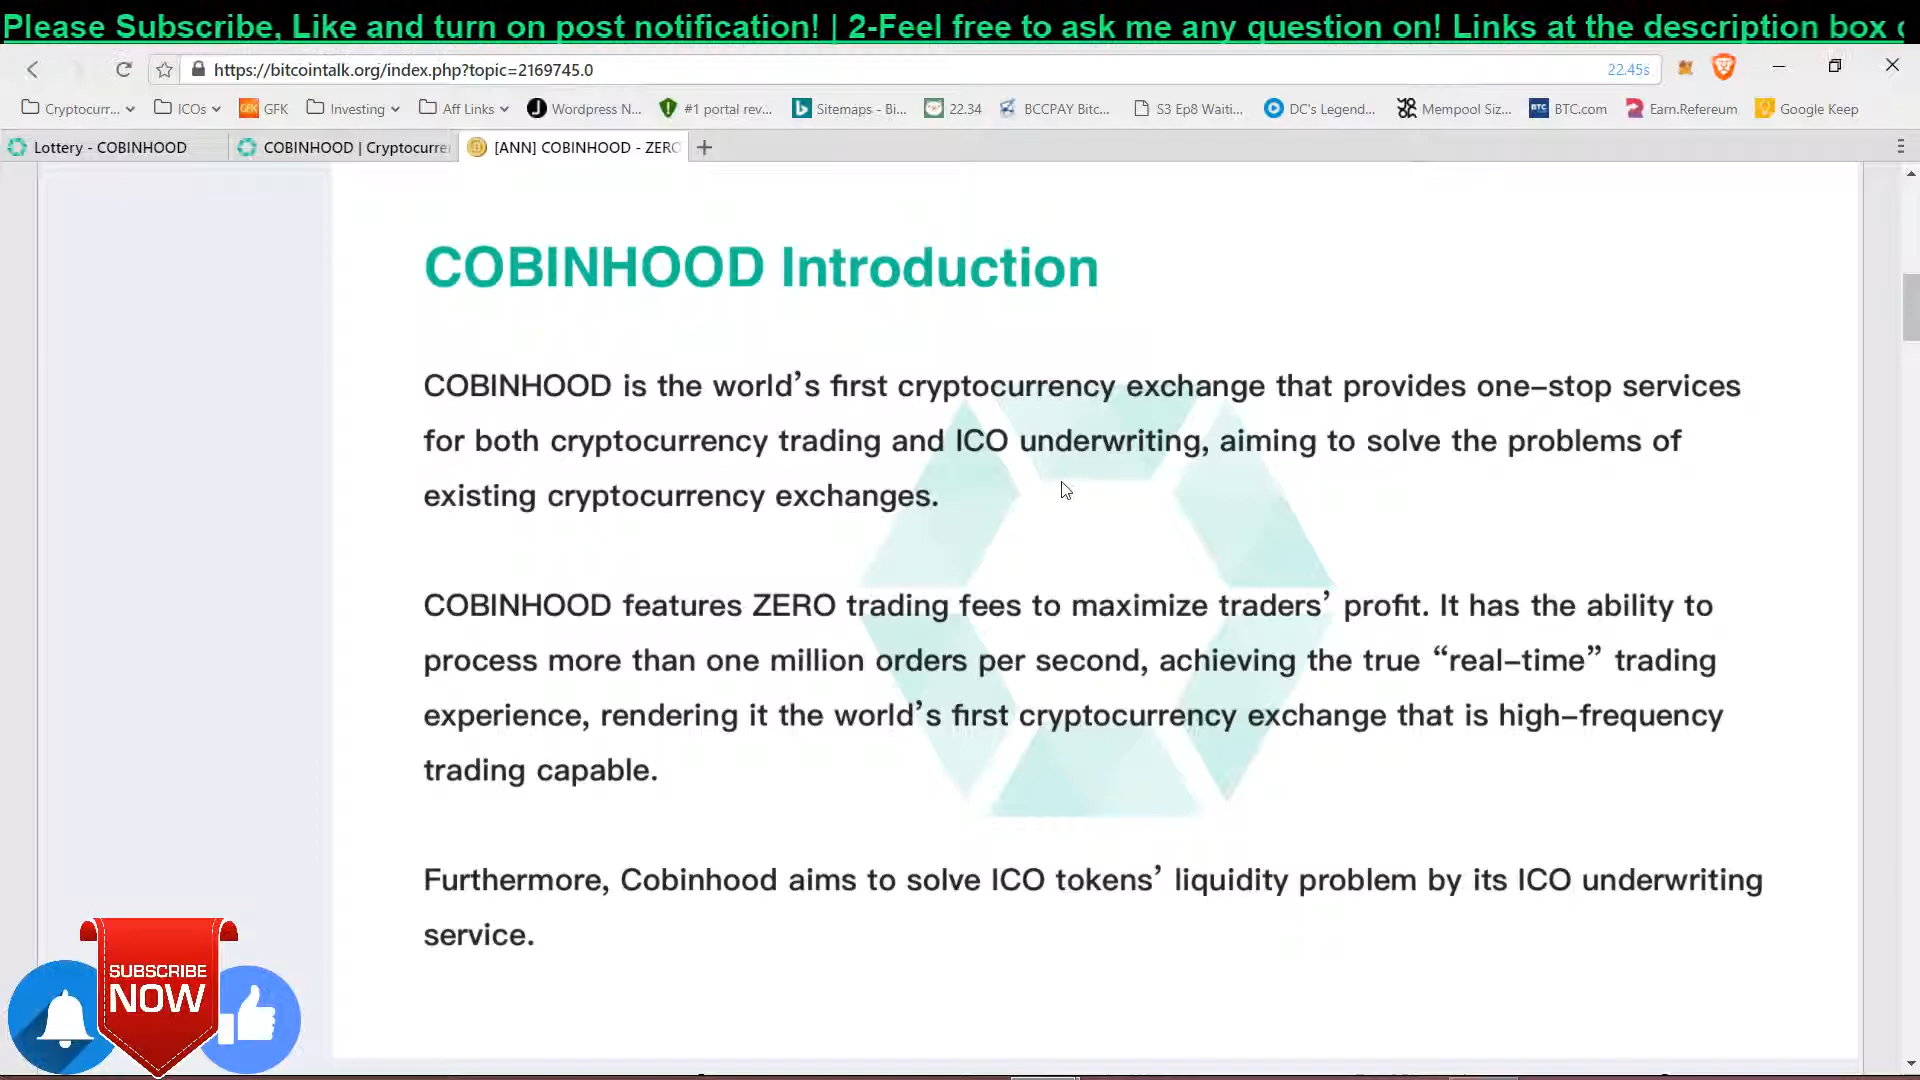 Please Subscribe, Like and turn on post notification! | 2-Feel free to ask me any question on! Links at the description box
https://bitcointalk.org/index.php?topic=2169745.0 22.45s
Cryptocurr... ICOs GFK Investing Aff Links Wordpress N... #1 portal rev... Sitemaps - Bi... 22.34 BCCPAY Bitc... S3 Ep8 Waiti... DC's Legend... Mempool Siz... BTC.com Earn.Refereum Google Keep
Lottery - COBINHOOD COBINHOOD | Cryptocurre [ANN] COBINHOOD - ZERO
COBINHOOD Introduction
COBINHOOD is the world’s first cryptocurrency exchange that provides one-stop services
for both cryptocurrency trading and ICO underwriting, aiming to solve the problems of
existing cryptocurrency exchanges.
COBINHOOD features ZERO trading fees to maximize traders’ profit. It has the ability to
process more than one million orders per second, achieving the true “real-time” trading
experience, rendering it the world’s first cryptocurrency exchange that is high-frequency
trading capable.
Furthermore, Cobinhood aims to solve ICO tokens’ liquidity problem by its ICO underwriting
service.
SUBSCRIBE
NOW